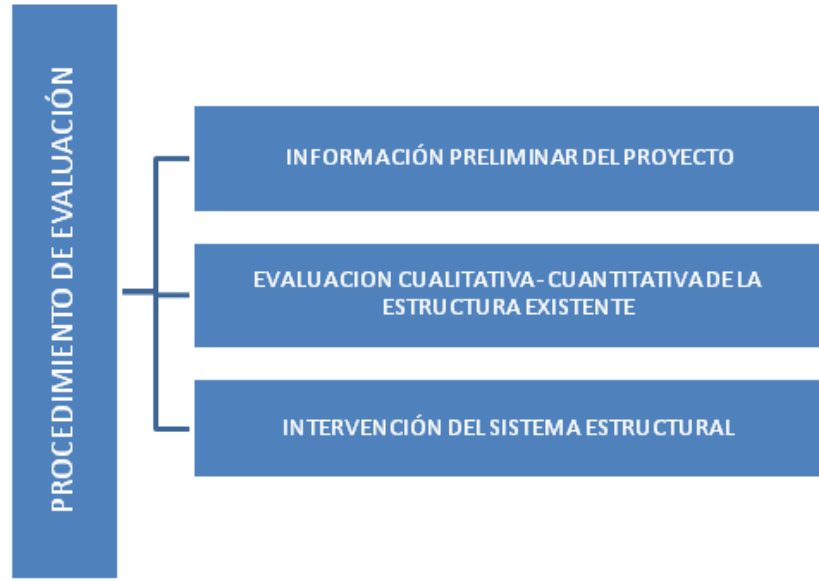 PROCEDIMIENTO DE EVALUACIÓN
INFORMACIÓN PRELIMINAR DEL PROYECTO
EVALUACION CUALITATIVA- CUANTITATIVA DE LA
ESTRUCTURA EXISTENTE
INTERVENCIÓN DEL SISTEMA ESTRUCTURAL